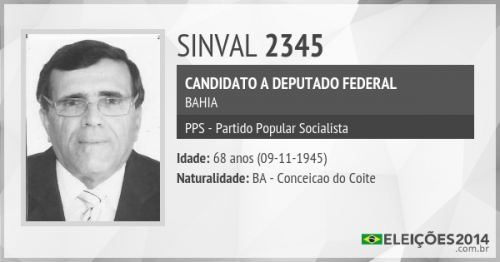 SINVAL 2345
CANDIDATO A DEPUTADO FEDERAL
BAHIA
PPS - Partido Popular Socialista
Idade: 68 anos (09-11-1945)
Naturalidade: BA - Conceicao do Coite
ELEIÇÕES2014
.com.br